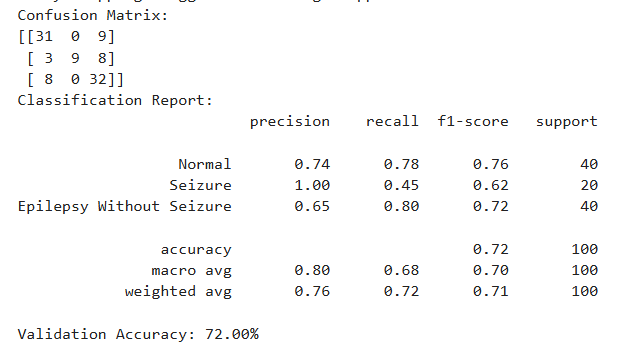 Confusion Matrix:
[[31  0  9]
 [ 3  9  8]
 [ 8  0 32]]
Classification Report:
                         precision    recall  f1-score   support

                 Normal       0.74      0.78      0.76        40
                Seizure       1.00      0.45      0.62        20
Epilepsy Without Seizure       0.65      0.80      0.72        40

               accuracy                           0.72       100
              macro avg       0.80      0.68      0.70       100
           weighted avg       0.76      0.72      0.71       100

Validation Accuracy: 72.00%